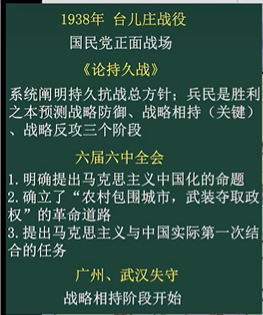 1938年 台儿庄战役
国民党正面战场
《论持久战》
系统阐明持久抗战总方针；兵民是胜利
之本预测战略防御、战略相持（关键）
、战略反攻三个阶段
六届六中全会
1.明确提出马克思主义中国化的命题
2.确立了“农村包围城市，武装夺取政
权”的革命道路
3.提出马克思主义与中国实际第一次结
合的任务
广州、武汉失守
战略相持阶段开始